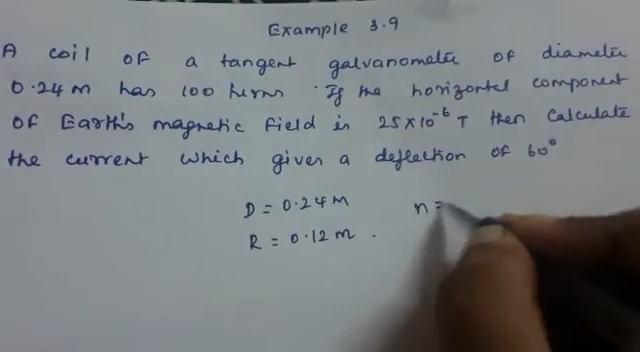 Example 3.9
A coil of a tangent galvanometer of diameter
0.24 m has 100 turns. If the horizontal component
of Earth's magnetic field is 25×10⁻⁶ T then calculate
the current which gives a deflection of 60°
D = 0.24 m n =
R = 0.12 m.